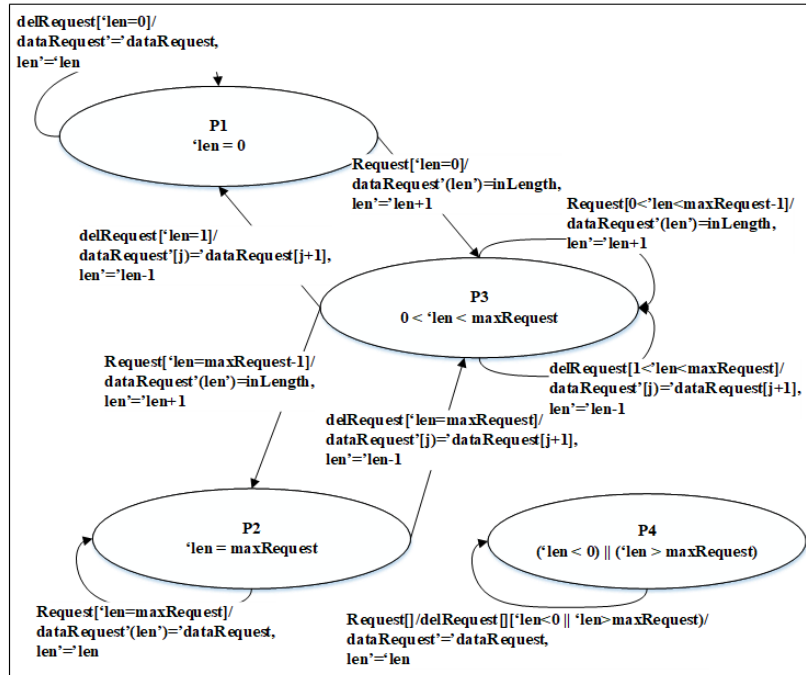 delRequest[‘len=0]/
dataRequest’=’dataRequest,
len’=‘len
P1
‘len = 0
Request[‘len=0]/
dataRequest’(len’)=inLength,
len’=’len+1
Request[0<’len<maxRequest-1]/
dataRequest’(len’)=inLength,
len’=’len+1
delRequest[‘len=1]/
dataRequest’[j)=’dataRequest[j+1],
len’=’len-1
P3
0 < ‘len < maxRequest
Request[‘len=maxRequest-1]/
dataRequest’(len’)=inLength,
len’=’len+1
delRequest[1<’len<maxRequest]/
dataRequest’[j)=’dataRequest[j+1],
len’=’len-1
delRequest[‘len=maxRequest]/
dataRequest’[j)=’dataRequest[j+1],
len’=’len-1
P2
‘len = maxRequest
P4
(‘len < 0) || (‘len > maxRequest)
Request[‘len=maxRequest]/
dataRequest’(len’)=’dataRequest,
len’=’len
Request[]/delRequest[][‘len<0 || ‘len>maxRequest)/
dataRequest’=’dataRequest,
len’=‘len